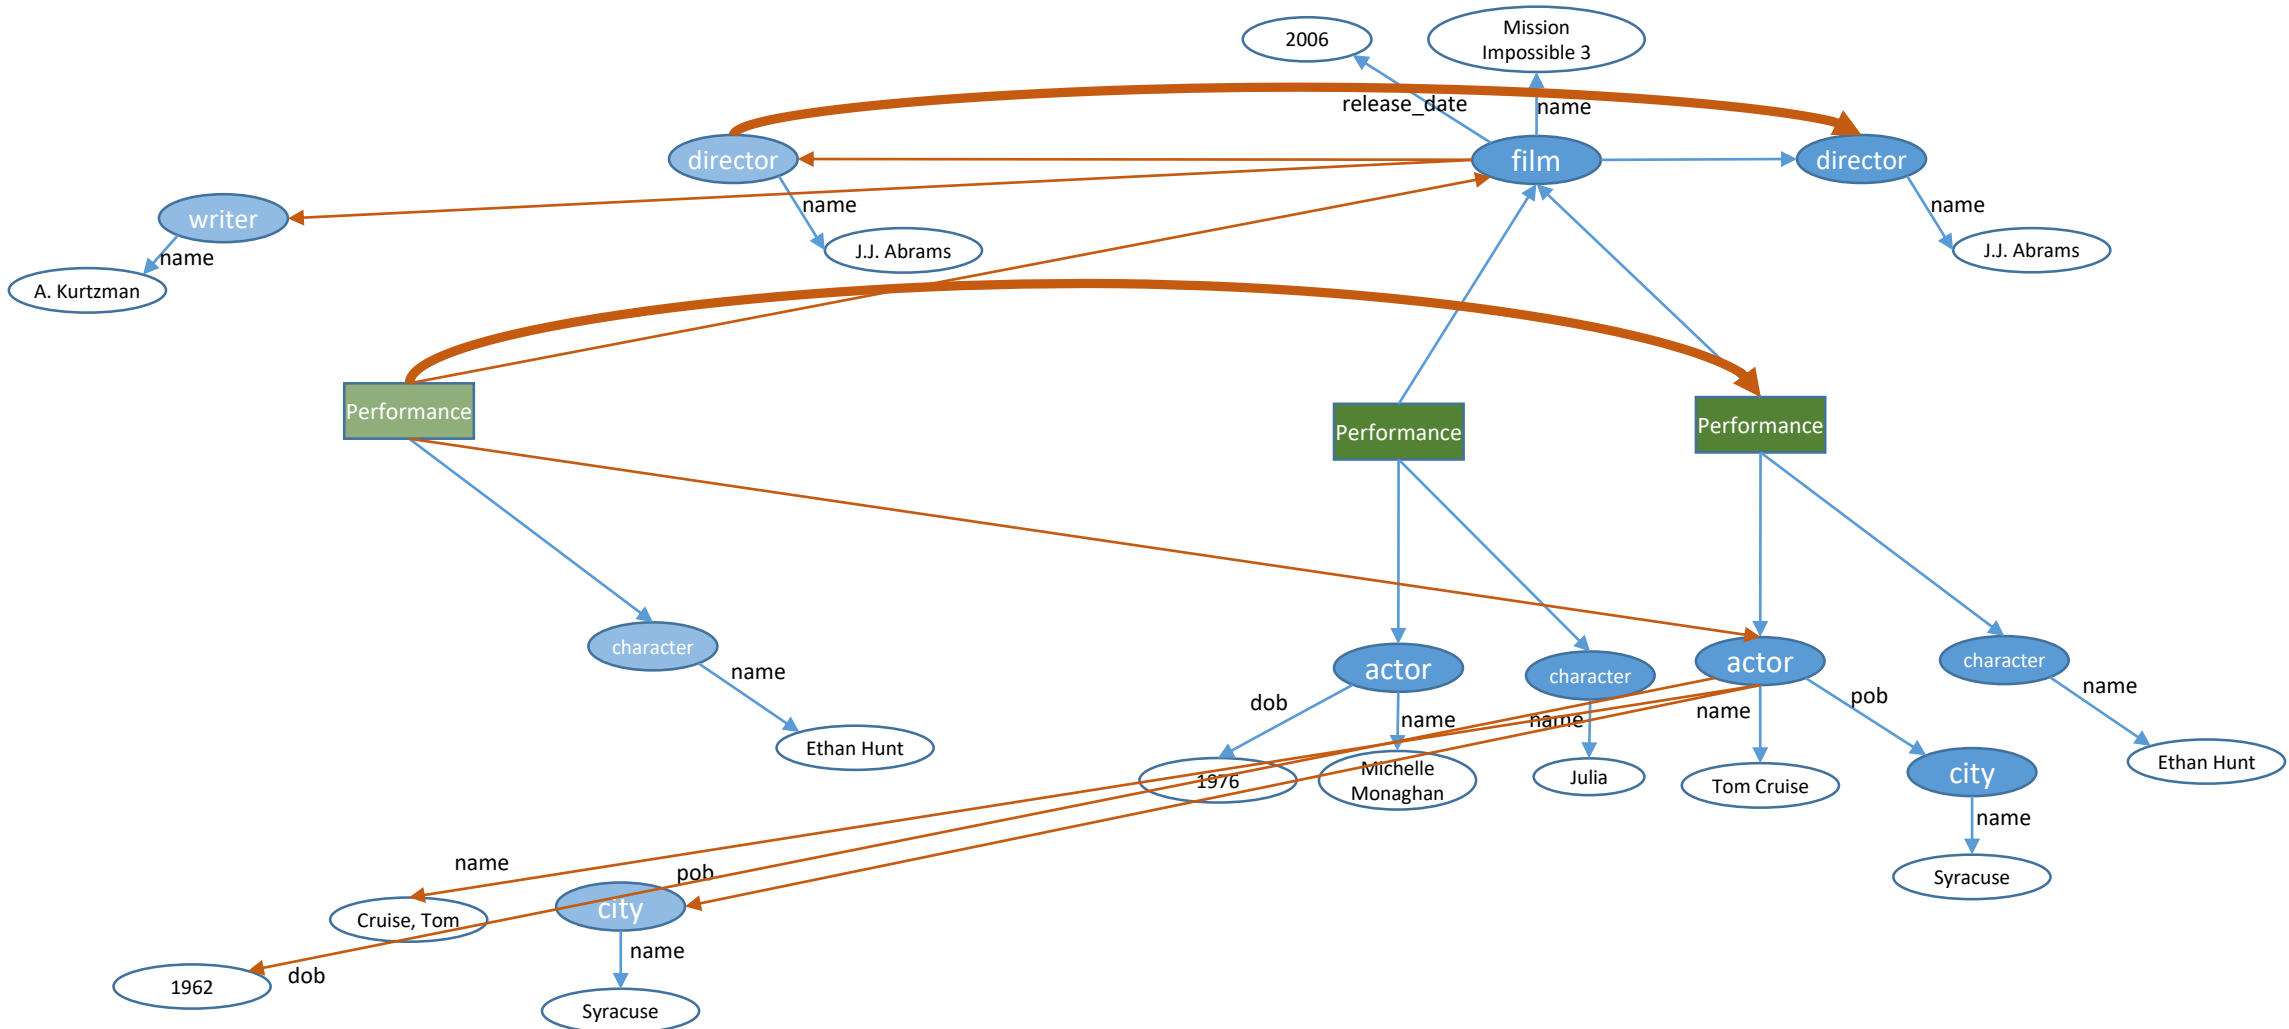 2006
Mission
Impossible 3
release_date
name
director
film
director
writer
name
name
J.J. Abrams
name
J.J. Abrams
name
A. Kurtzman
Performance
Performance
Performance
character
name
Ethan Hunt
actor
character
actor
character
dob
name
name
name
pob
name
1976
Michelle
Monaghan
Julia
Tom Cruise
city
Ethan Hunt
name
Syracuse
name
pob
Cruise, Tom
city
name
1962
dob
Syracuse